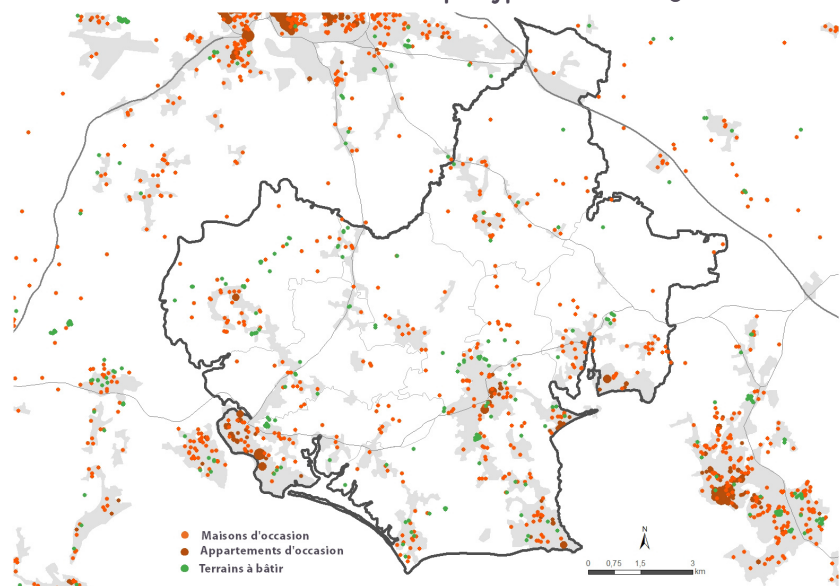 Maisons d'occasion
Appartements d'occasion
Terrains à bâtir
N
0 0,75 1,5 3
km